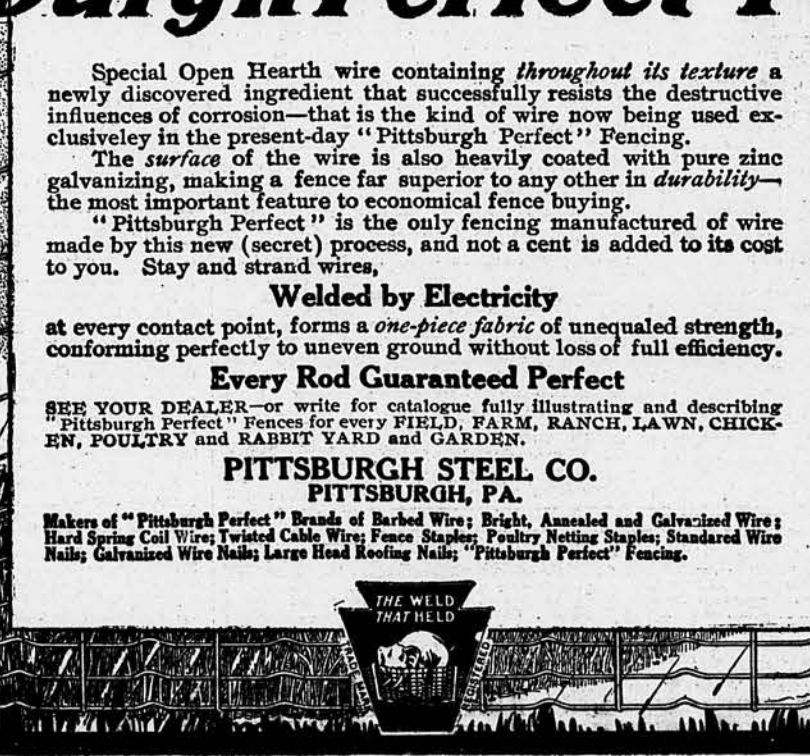 Special Open Hearth wire containing throughout its texture a
newly discovered ingredient that successfully resists the destructive
influences of corrosion—that is the kind of wire now being used ex-
clusiveley in the present-day "Pittsburgh Perfect" Fencing.
The surface of the wire is also heavily coated with pure zinc
galvanizing, making a fence far superior to any other in durability—
the most important feature to economical fence buying.
"Pittsburgh Perfect" is the only fencing manufactured of wire
made by this new (secret) process, and not a cent is added to its cost
to you. Stay and strand wires,
Welded by Electricity
at every contact point, forms a one-piece fabric of unequaled strength,
conforming perfectly to uneven ground without loss of full efficiency.
Every Rod Guaranteed Perfect
SEE YOUR DEALER—or write for catalogue fully illustrating and describing
"Pittsburgh Perfect" Fences for every FIELD, FARM, RANCH, LAWN, CHICK-
EN, POULTRY and RABBIT YARD and GARDEN.
PITTSBURGH STEEL CO.
PITTSBURGH, PA.
Makers of "Pittsburgh Perfect" Brands of Barbed Wire; Bright, Annealed and Galvanized Wire;
Hard Spring Coil Wire; Twisted Cable Wire; Fence Staples; Poultry Netting Staples; Standared Wire
Nails; Galvanized Wire Nails; Large Head Roofing Nails; "Pittsburgh Perfect" Fencing.
THE WELD
THAT HELD
TRADE MARK
REGISTERED